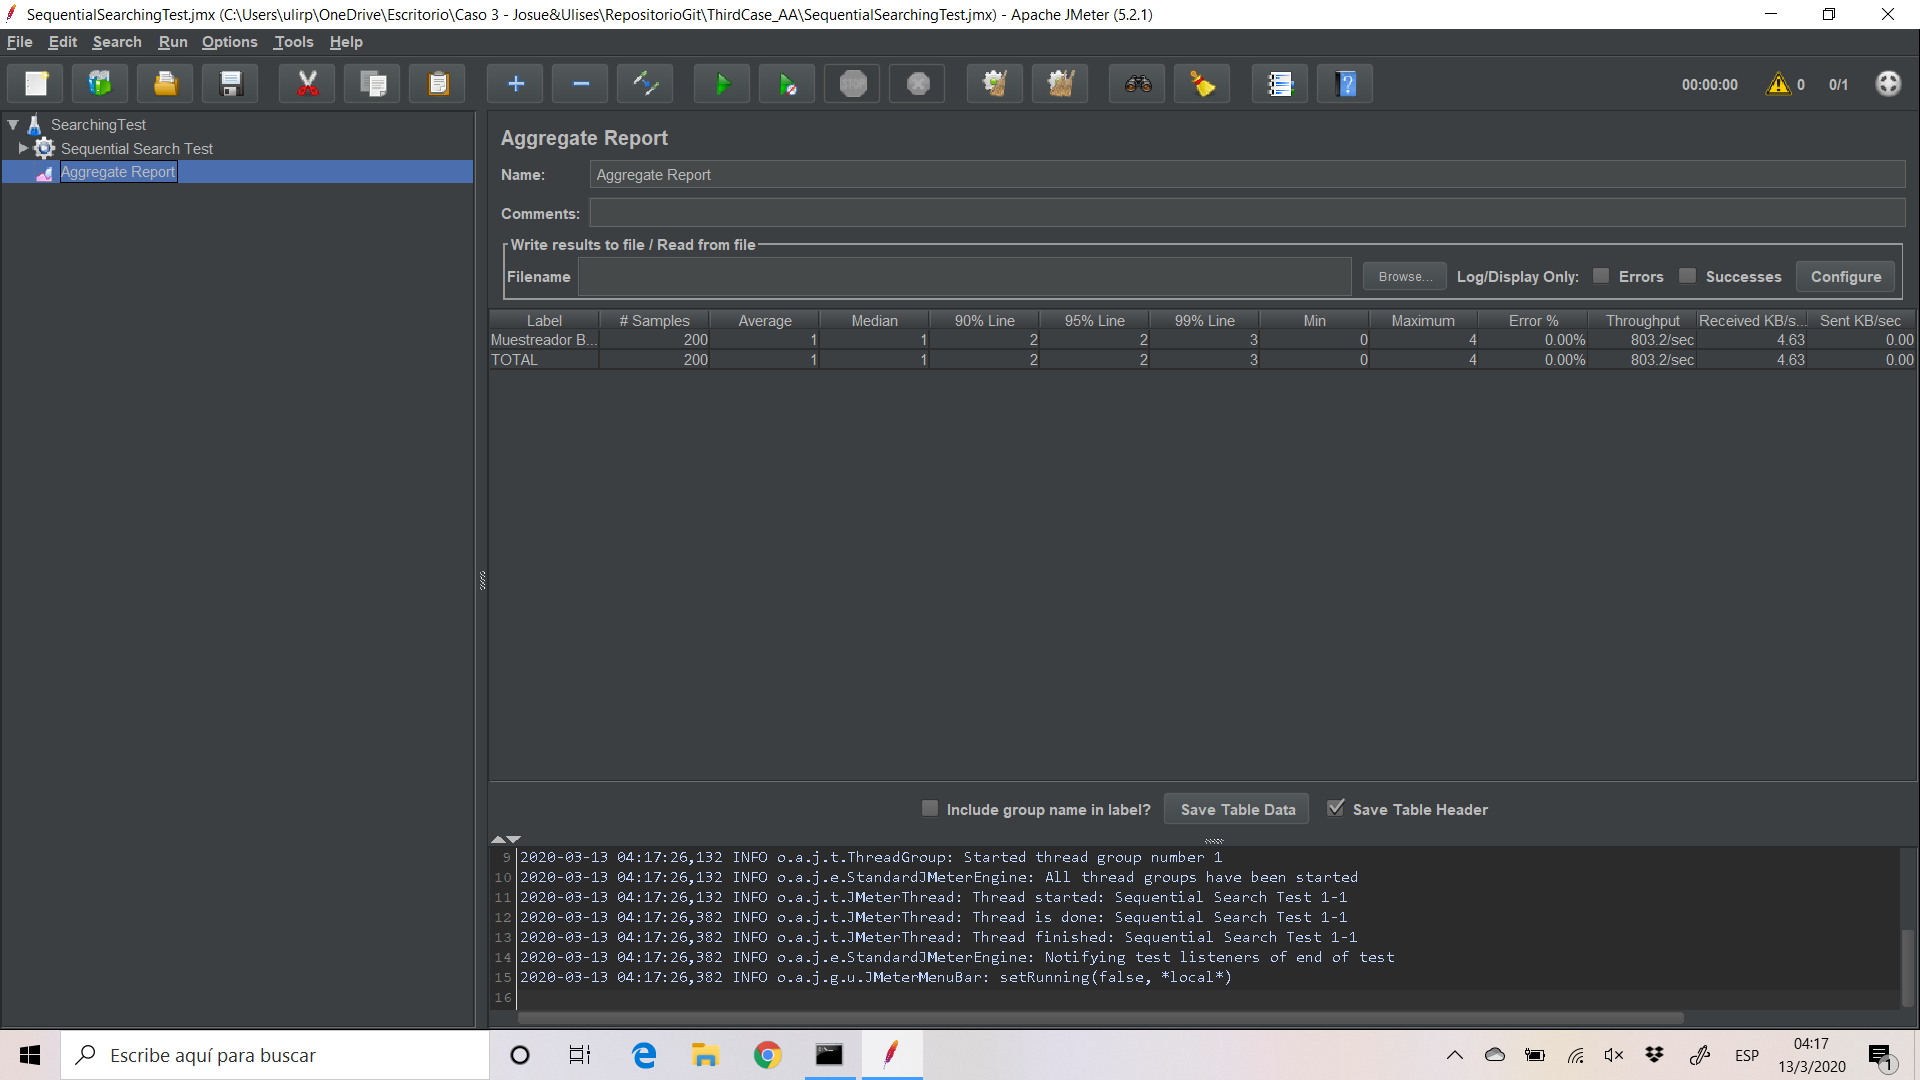 SequentialSearchingTest.jmx (C:\Users\ulirp\OneDrive\Escritorio\Caso 3 - Josue&Ulises\RepositorioGit\ThirdCase_AA\SequentialSearchingTest.jmx) - Apache JMeter (5.2.1)
File Edit Search Run Options Tools Help
STOP
00:00:00 0 0/1
SearchingTest
Sequential Search Test
Aggregate Report
Aggregate Report
Name: Aggregate Report
Comments:
Write results to file / Read from file
Filename Browse... Log/Display Only: Errors Successes Configure
Label # Samples Average Median 90% Line 95% Line 99% Line Min Maximum Error % Throughput Received KB/s... Sent KB/sec
Muestreador B... 200 1 1 2 2 3 0 4 0.00% 803.2/sec 4.63 0.00
TOTAL 200 1 1 2 2 3 0 4 0.00% 803.2/sec 4.63 0.00
Include group name in label? Save Table Data Save Table Header
9 2020-03-13 04:17:26,132 INFO o.a.j.t.ThreadGroup: Started thread group number 1
10 2020-03-13 04:17:26,132 INFO o.a.j.e.StandardJMeterEngine: All thread groups have been started
11 2020-03-13 04:17:26,132 INFO o.a.j.t.JMeterThread: Thread started: Sequential Search Test 1-1
12 2020-03-13 04:17:26,382 INFO o.a.j.t.JMeterThread: Thread is done: Sequential Search Test 1-1
13 2020-03-13 04:17:26,382 INFO o.a.j.t.JMeterThread: Thread finished: Sequential Search Test 1-1
14 2020-03-13 04:17:26,382 INFO o.a.j.e.StandardJMeterEngine: Notifying test listeners of end of test
15 2020-03-13 04:17:26,382 INFO o.a.j.g.u.JMeterMenuBar: setRunning(false, *local*)
16
Escribe aquí para buscar
ESP
04:17
13/3/2020
1